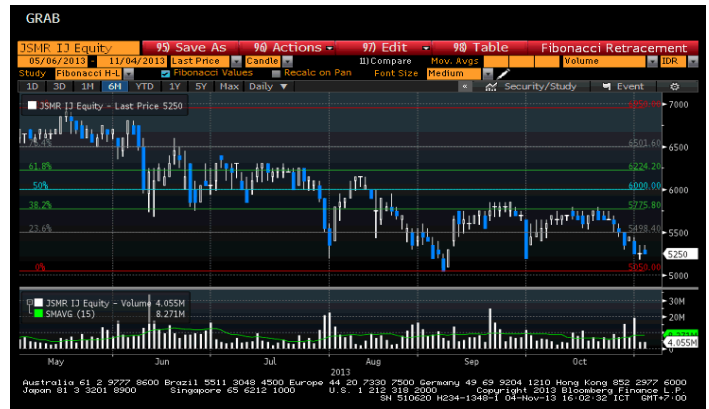 GRAB
JSMR IJ Equity 95) Save As 96) Actions 97) Edit 98) Table Fibonacci Retracement
05/06/2013 - 11/04/2013 Last Price Candle 11) Compare Mov. Avgs Volume IDR
Study Fibonacci H-L Fibonacci Values Recalc on Pan Font Size Medium
1D 3D 1M 6M YTD 1Y 5Y Max Daily ▼ « Security/Study Event
JSMR IJ Equity - Last Price 5250
7000
76.4% 6501.60 6500
61.8% 6224.20
50% 6000.00 6000
38.2% 5775.80
23.6% 5498.40 5500
5250
0% 5050.00 5000
JSMR IJ Equity - Volume 4.055M
SMAVG (15) 8.271M
30M
20M
8.271M
4.055M
0
May Jun Jul Aug Sep Oct
2013
Australia 61 2 9777 8600 Brazil 5511 3048 4500 Europe 44 20 7330 7500 Germany 49 69 9204 1210 Hong Kong 852 2977 6000
Japan 81 3 3201 8900 Singapore 65 6212 1000 U.S. 1 212 318 2000 Copyright 2013 Bloomberg Finance L.P.
SN 510620 H234-1348-1 04-Nov-13 16:02:32 ICT GMT+7:00